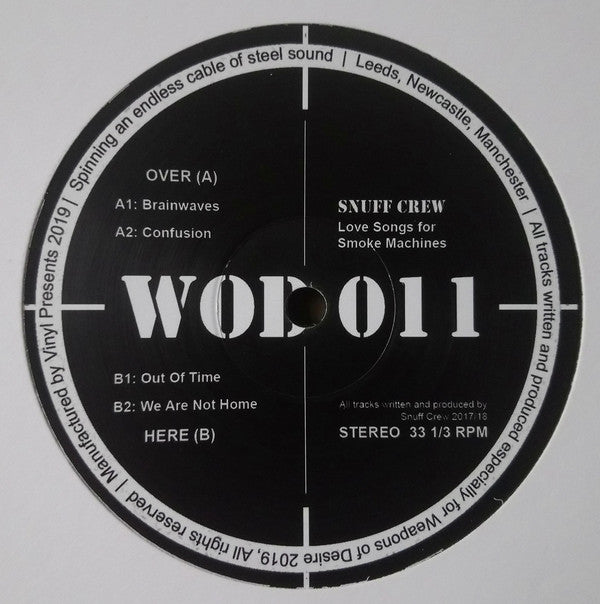 Spinning an endless cable of steel sound | Leeds, Newcastle, Manchester | All tracks written and produced especially for Weapons of Desire 2019, All rights reserved | Manufactured by Vinyl Presents 2019 |
OVER (A)
A1: Brainwaves
A2: Confusion
SNUFF CREW
Love Songs for
Smoke Machines
WOD 011
B1: Out Of Time
B2: We Are Not Home
HERE (B)
All tracks written and produced by
Snuff Crew 2017/18
STEREO 33 1/3 RPM